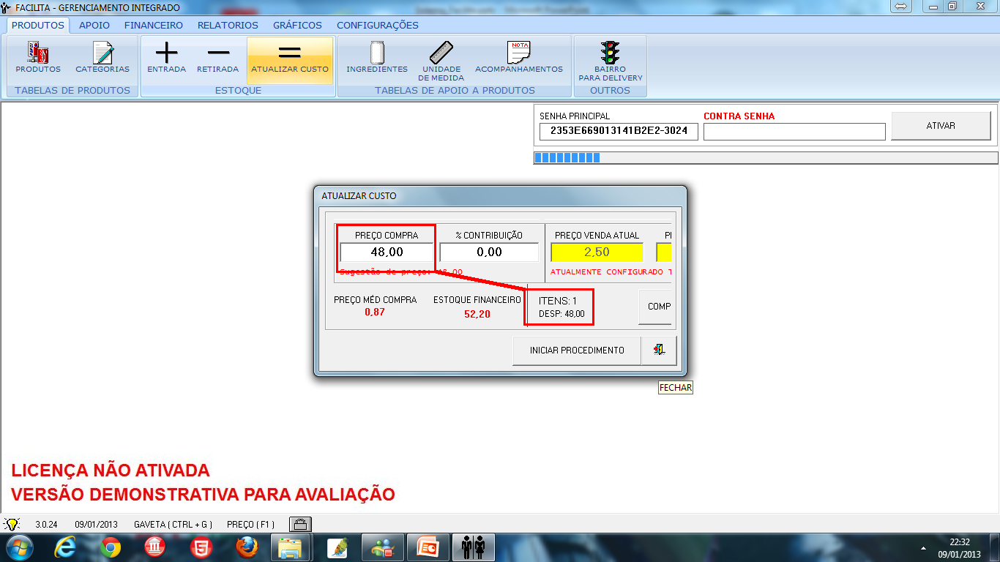 FACILITA - GERENCIAMENTO INTEGRADO
PRODUTOS APOIO FINANCEIRO RELATORIOS GRÁFICOS CONFIGURAÇÕES
PRODUTOS CATEGORIAS ENTRADA RETIRADA ATUALIZAR CUSTO INGREDIENTES UNIDADE DE MEDIDA NOTA ACOMPANHAMENTOS BAIRRO PARA DELIVERY
TABELAS DE PRODUTOS ESTOQUE TABELAS DE APOIO A PRODUTOS OUTROS
SENHA PRINCIPAL CONTRA SENHA
2353E669013141B2E2-3024 ATIVAR
ATUALIZAR CUSTO
PREÇO COMPRA % CONTRIBUIÇÃO PREÇO VENDA ATUAL
48,00 0,00 2,50
Sugestão de preço: ATUALMENTE CONFIGURADO T
PREÇO MÉD COMPRA ESTOQUE FINANCEIRO ITENS: 1
0,87 52,20 DESP: 48,00 COMP
INICIAR PROCEDIMENTO
FECHAR
LICENÇA NÃO ATIVADA
VERSÃO DEMONSTRATIVA PARA AVALIAÇÃO
3.0.24 09/01/2013 GAVETA ( CTRL + G ) PREÇO ( F1 )
22:32
09/01/2013